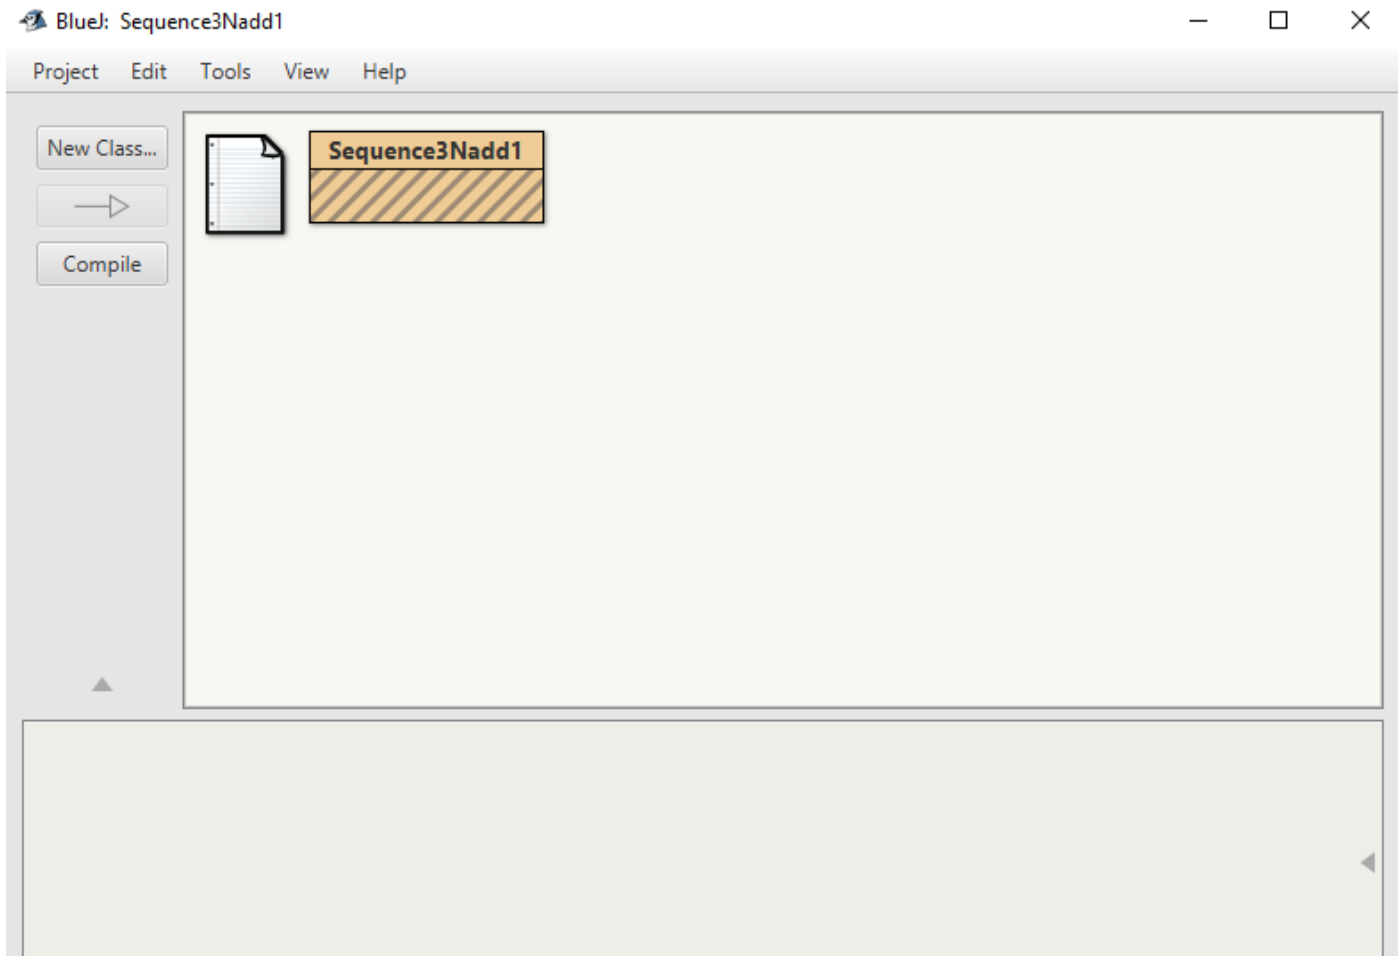 BlueJ: Sequence3Nadd1
Project Edit Tools View Help
New Class...
Sequence3Nadd1
Compile